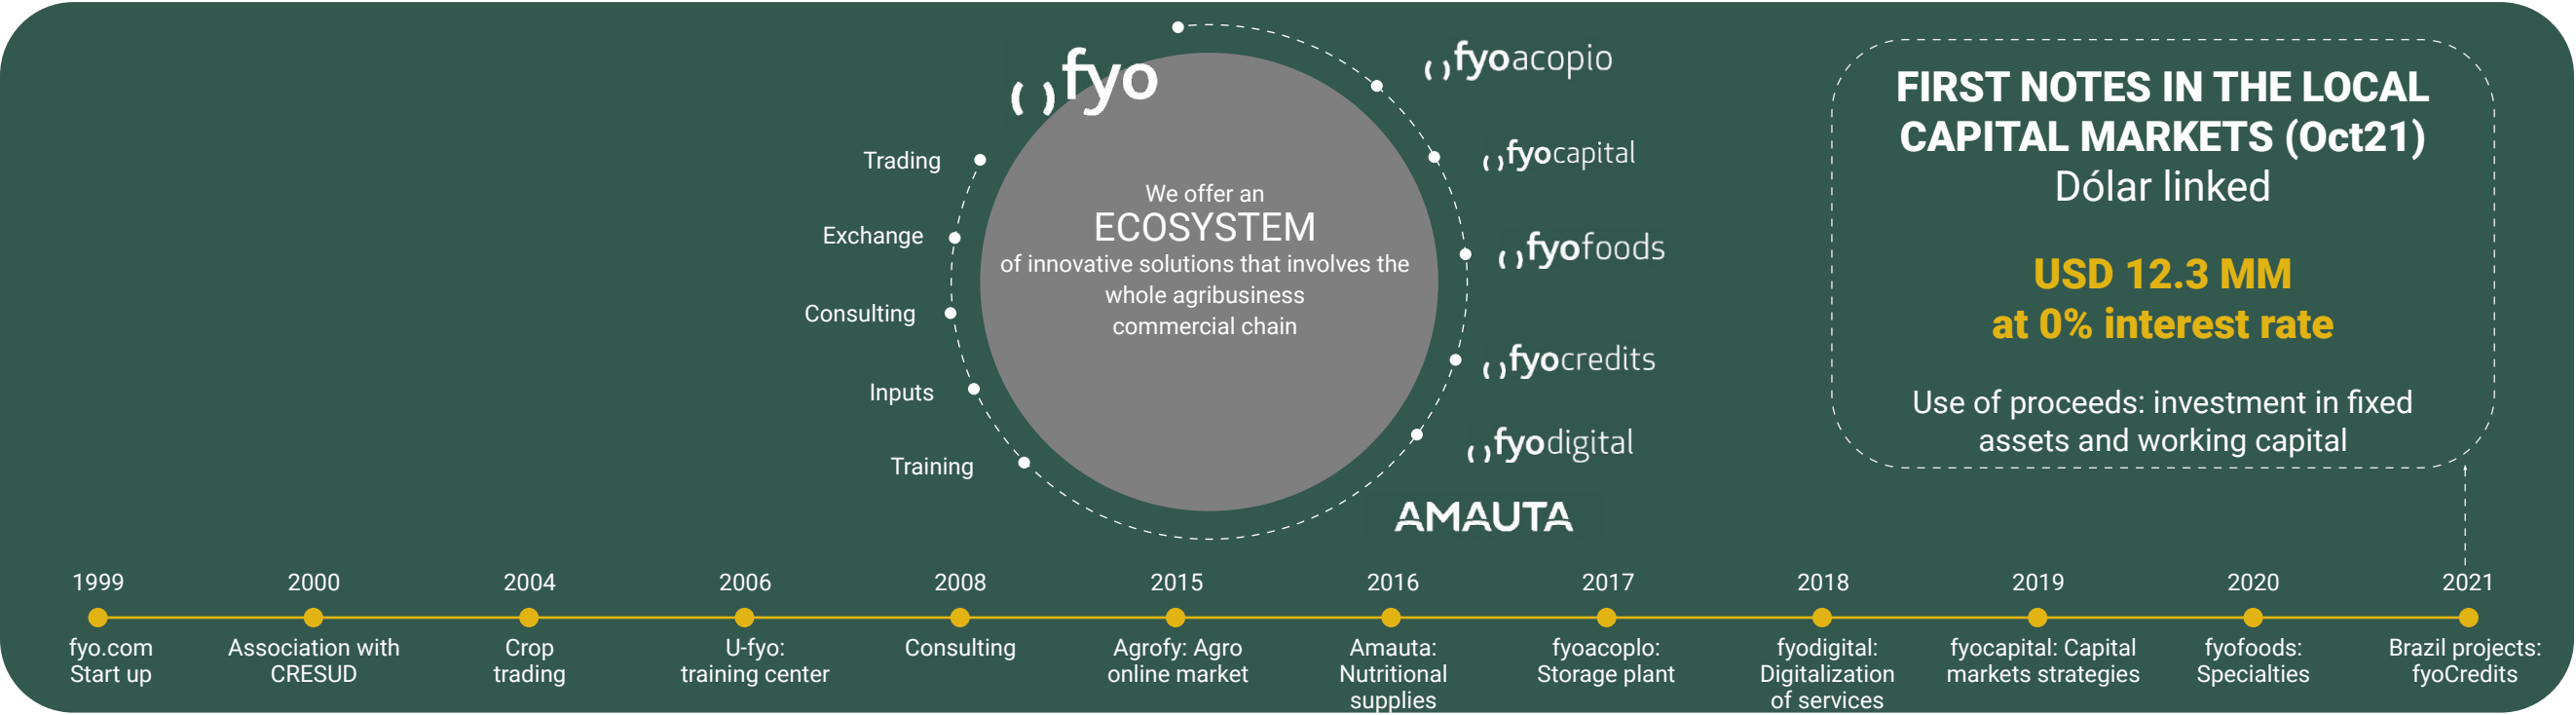 fyo
Trading
Exchange
Consulting
Inputs
Training
We offer an
ECOSYSTEM
of innovative solutions that involves the
whole agribusiness
commercial chain
fyoacopio
fyocapital
fyofoods
fyocredits
fyodigital
AMAUTA
FIRST NOTES IN THE LOCAL
CAPITAL MARKETS (Oct21)
Dólar linked
USD 12.3 MM
at 0% interest rate
Use of proceeds: investment in fixed
assets and working capital
1999
fyo.com
Start up
2000
Association with
CRESUD
2004
Crop
trading
2006
U-fyo:
training center
2008
Consulting
2015
Agrofy: Agro
online market
2016
Amauta:
Nutritional
supplies
2017
fyoacoplo:
Storage plant
2018
fyodigital:
Digitalization
of services
2019
fyocapital: Capital
markets strategies
2020
fyofoods:
Specialties
2021
Brazil projects:
fyoCredits